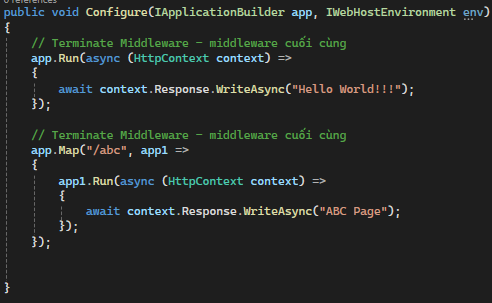 0 references
public void Configure(IApplicationBuilder app, IWebHostEnvironment env)
{
// Terminate Middleware - middleware cuối cùng
app.Run(async (HttpContext context) =>
{
await context.Response.WriteAsync("Hello World!!!");
});
// Terminate Middleware - middleware cuối cùng
app.Map("/abc", app1 =>
{
app1.Run(async (HttpContext context) =>
{
await context.Response.WriteAsync("ABC Page");
});
});
}